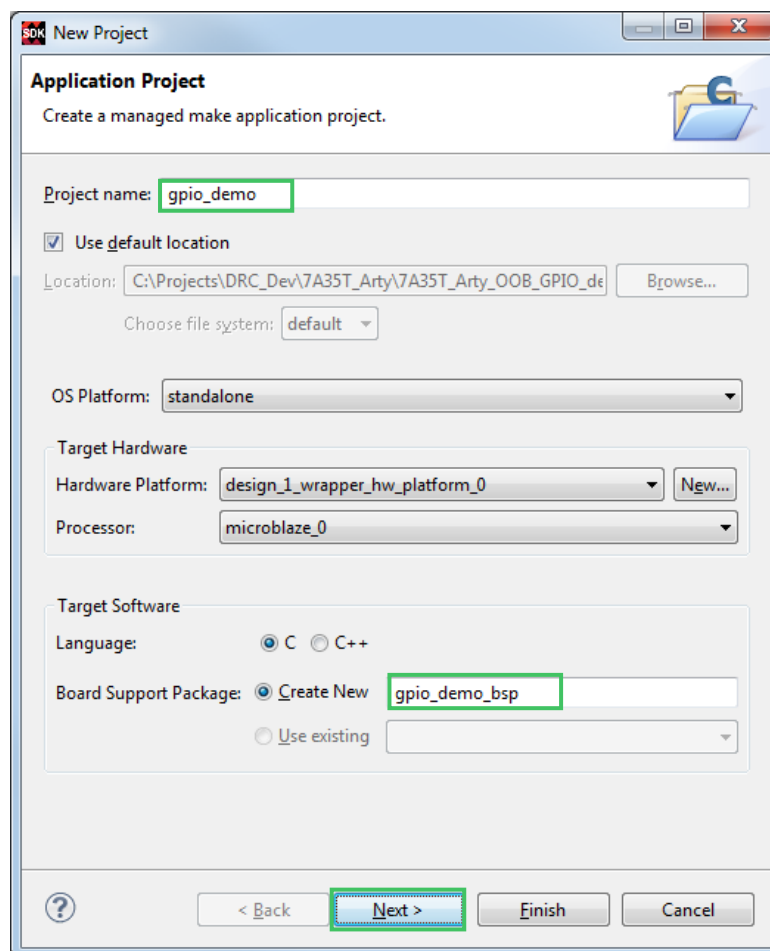 SDK New Project
Application Project
Create a managed make application project.
Project name: gpio_demo
Use default location
Location: C:\Projects\DRC_Dev\7A35T_Arty\7A35T_Arty_OOB_GPIO_de Browse...
Choose file system: default
OS Platform: standalone
Target Hardware
Hardware Platform: design_1_wrapper_hw_platform_0 New...
Processor: microblaze_0
Target Software
Language: C C++
Board Support Package: Create New gpio_demo_bsp
Use existing
? < Back Next > Finish Cancel